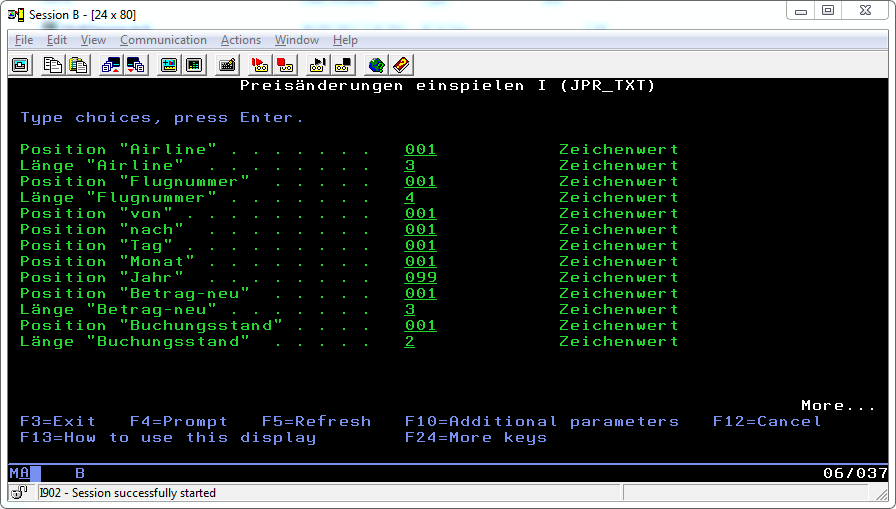 Session B - [24 x 80]
File Edit View Communication Actions Window Help
Preisänderungen einspielen I (JPR_TXT)
Type choices, press Enter.
Position "Airline" . . . . . . . 001 Zeichenwert
Länge "Airline" . . . . . . . . 3 Zeichenwert
Position "Flugnummer" . . . . . . 001 Zeichenwert
Länge "Flugnummer" . . . . . . . 4 Zeichenwert
Position "von" . . . . . . . . . 001 Zeichenwert
Position "nach" . . . . . . . . 001 Zeichenwert
Position "Tag" . . . . . . . . . 001 Zeichenwert
Position "Monat" . . . . . . . . 001 Zeichenwert
Position "Jahr" . . . . . . . . 099 Zeichenwert
Position "Betrag-neu" . . . . . . 001 Zeichenwert
Länge "Betrag-neu" . . . . . . . 3 Zeichenwert
Position "Buchungsstand" . . . . 001 Zeichenwert
Länge "Buchungsstand" . . . . . 2 Zeichenwert
More...
F3=Exit F4=Prompt F5=Refresh F10=Additional parameters F12=Cancel
F13=How to use this display F24=More keys
MA B 06/037
I902 - Session successfully started